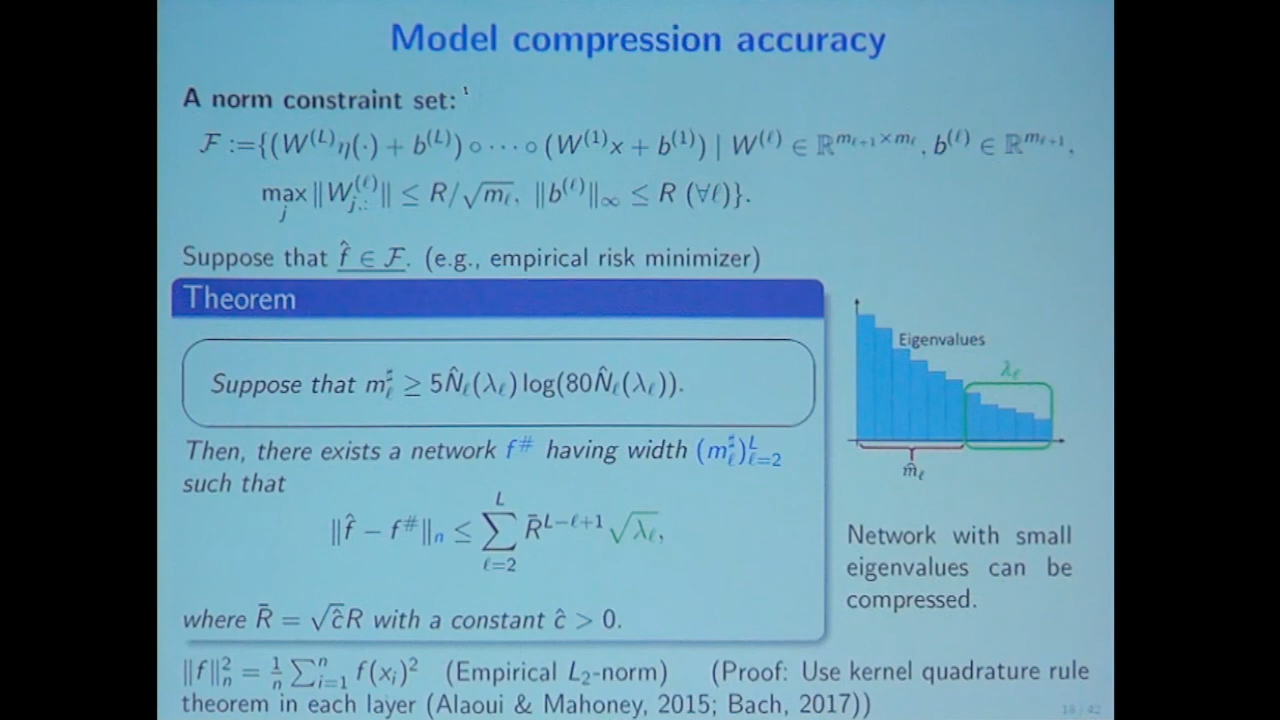 Model compression accuracy
A norm constraint set:
ℱ :={(W^{(L)}η(·) + b^{(L)}) ∘ ⋯ ∘ (W^{(1)}x + b^{(1)}) | W^{(ℓ)} ∈ ℝ^{m_{ℓ+1}×m_ℓ}, b^{(ℓ)} ∈ ℝ^{m_{ℓ+1}},
max_j ‖W^{(ℓ)}_{j,:}‖ ≤ R/√m_ℓ, ‖b^{(ℓ)}‖_∞ ≤ R (∀ℓ)}.
Suppose that f̂ ∈ ℱ. (e.g., empirical risk minimizer)
Theorem
Suppose that m^♯_ℓ ≥ 5N̂_ℓ(λ_ℓ) log(80N̂_ℓ(λ_ℓ)).
Then, there exists a network f^# having width (m^♯_ℓ)^L_{ℓ=2}
such that
‖f̂ − f^#‖_n ≤ ∑^L_{ℓ=2} R̄^{L−ℓ+1} √λ_ℓ,
where R̄ = √ĉR with a constant ĉ > 0.
Eigenvalues
λ_ℓ
m̂_ℓ
Network with small
eigenvalues can be
compressed.
‖f‖²_n = 1/n ∑^n_{i=1} f(x_i)² (Empirical L₂-norm) (Proof: Use kernel quadrature rule
theorem in each layer (Alaoui & Mahoney, 2015; Bach, 2017))
18 / 42